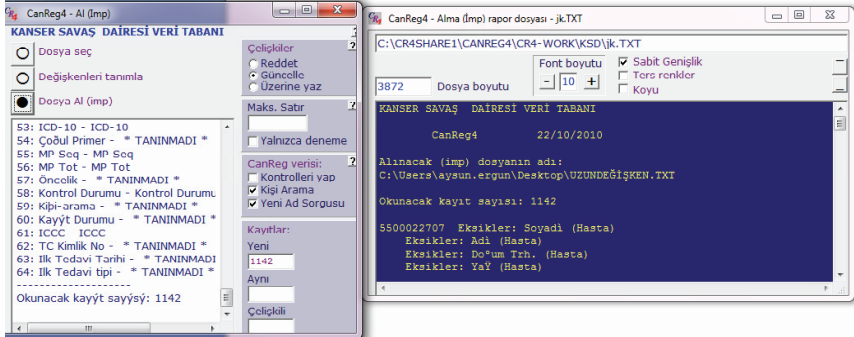 CanReg4 - Al (İmp)
KANSER SAVAŞ DAİRESİ VERİ TABANI
Dosya seç
Değişkenleri tanımla
Dosya Al (imp)
53: ICD-10 - ICD-10
54: Çoğul Primer - * TANINMADI *
55: MP Seq - MP Seq
56: MP Tot - MP Tot
57: Öncelik - * TANINMADI *
58: Kontrol Durumu - Kontrol Durumu
59: Kiþi-arama - * TANINMADI *
60: Kayýt Durumu - * TANINMADI *
61: ICCC ICCC
62: TC Kimlik No - * TANINMADI *
63: Ilk Tedavi Tarihi - * TANINMADI
64: Ilk Tedavi tipi - * TANINMADI *
--------------------
Okunacak kayýt sayýsý: 1142
Çelişkiler
?
Reddet
Güncelle
Üzerine yaz
Maks. Satır
?
Yalnızca deneme
CanReg verisi:
?
Kontrolleri yap
Kişi Arama
Yeni Ad Sorgusu
Kayıtlar:
Yeni
1142
Aynı
Çelişkili
CanReg4 - Alma (İmp) rapor dosyası - jk.TXT
C:\CR4SHARE1\CANREG4\CR4-WORK\KSD\jk.TXT
3872 Dosya boyutu
Font boyutu
- 10 +
Sabit Genişlik
Ters renkler
Koyu
KANSER SAVAŞ DAİRESİ VERİ TABANI
CanReg4 22/10/2010
Alınacak (imp) dosyanın adı:
C:\Users\aysun.ergun\Desktop\UZUNDEĞİŞKEN.TXT
Okunacak kayıt sayısı: 1142
5500022707 Eksikler: Soyadì (Hasta)
Eksikler: Adì (Hasta)
Eksikler: Do°um Trh. (Hasta)
Eksikler: YaŸ (Hasta)